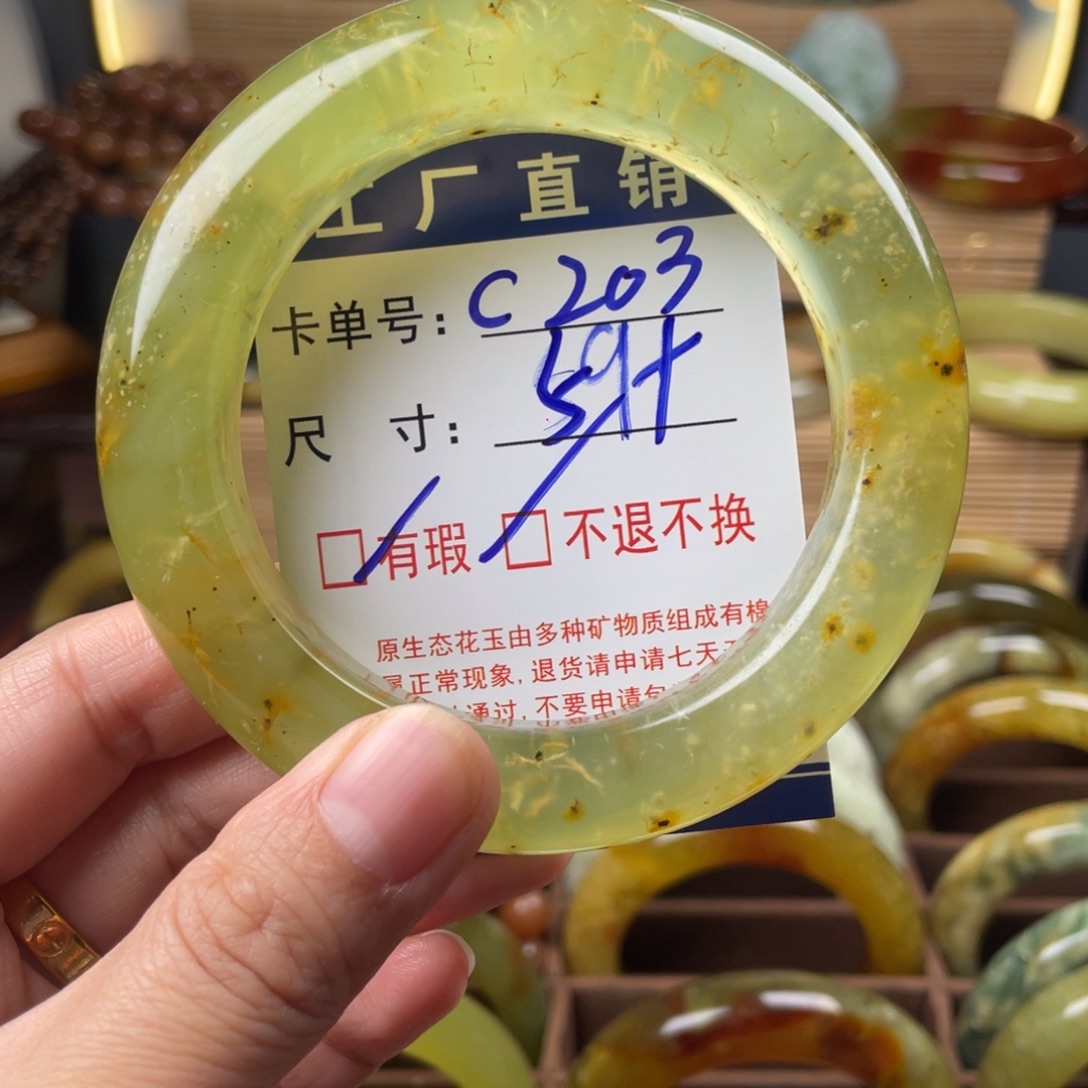 工厂直销
卡单号: C203
尺 寸: 59+
有瑕 不退不换
原生态花玉由多种矿物质组成有棉
属正常现象, 退货请申请七天
通过, 不要申请